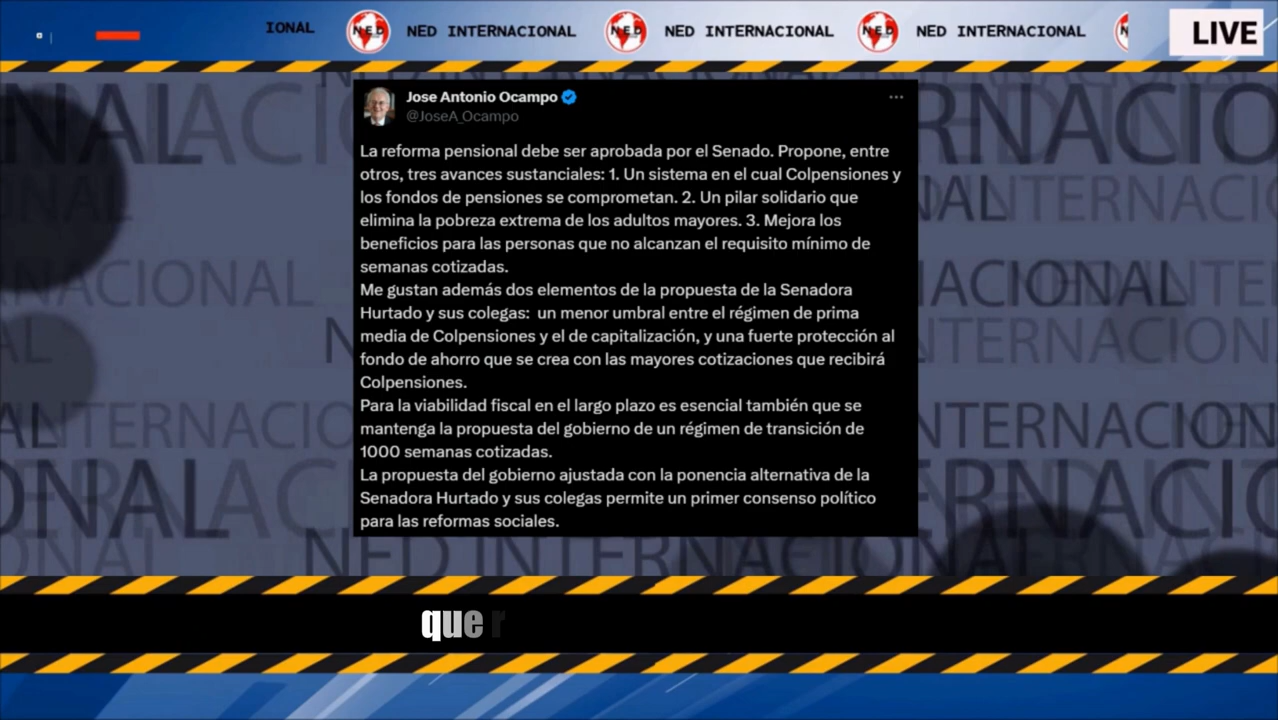 IONAL NED NED INTERNACIONAL NED NED INTERNACIONAL NED NED INTERNACIONAL LIVE
Jose Antonio Ocampo
@JoseA_Ocampo
La reforma pensional debe ser aprobada por el Senado. Propone, entre
otros, tres avances sustanciales: 1. Un sistema en el cual Colpensiones y
los fondos de pensiones se comprometan. 2. Un pilar solidario que
elimina la pobreza extrema de los adultos mayores. 3. Mejora los
beneficios para las personas que no alcanzan el requisito mínimo de
semanas cotizadas.
Me gustan además dos elementos de la propuesta de la Senadora
Hurtado y sus colegas:  un menor umbral entre el régimen de prima
media de Colpensiones y el de capitalización, y una fuerte protección al
fondo de ahorro que se crea con las mayores cotizaciones que recibirá
Colpensiones.
Para la viabilidad fiscal en el largo plazo es esencial también que se
mantenga la propuesta del gobierno de un régimen de transición de
1000 semanas cotizadas.
La propuesta del gobierno ajustada con la ponencia alternativa de la
Senadora Hurtado y sus colegas permite un primer consenso político
para las reformas sociales.
NED INTERNACIONAL
que r